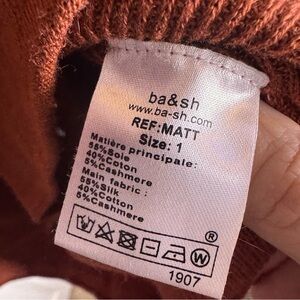 ba&sh
www.ba-sh.com
REF:MATT
Size: 1
Matière principale:
55%Soie
40%Coton
5%Cashmere
Main fabric:
55%Silk
40%Cotton
5%Cashmere
®
W
1907